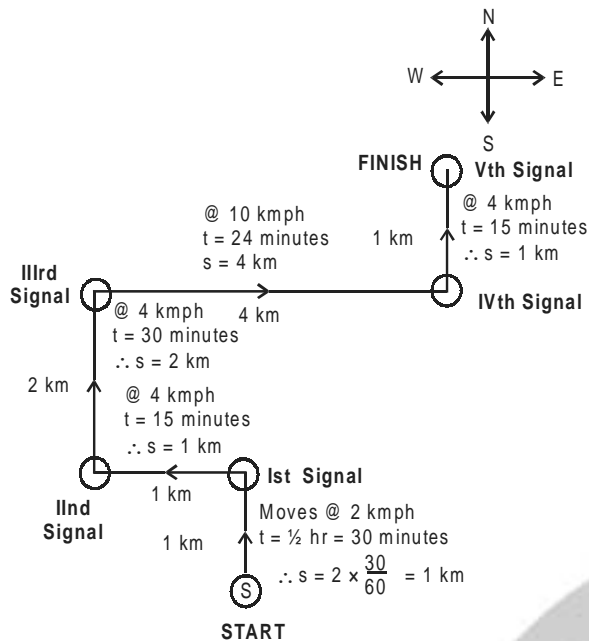 N
W
E
S
FINISH
Vth Signal
@ 10 kmph
t = 24 minutes
s = 4 km
@ 4 kmph
t = 15 minutes
∴ s = 1 km
1 km
IIIrd
Signal
IVth Signal
4 km
@ 4 kmph
t = 30 minutes
∴ s = 2 km
2 km
@ 4 kmph
t = 15 minutes
∴ s = 1 km
Ist Signal
1 km
IInd
Signal
Moves @ 2 kmph
t = ½ hr = 30 minutes
∴ s = 2 × 30/60 = 1 km
1 km
S
START